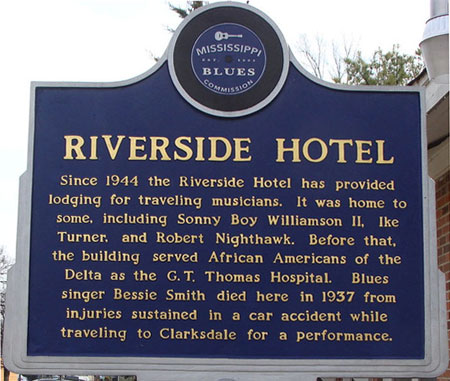 MISSISSIPPI
EST. 2003
BLUES
COMMISSION
RIVERSIDE HOTEL
Since 1944 the Riverside Hotel has provided
lodging for traveling musicians. It was home to
some, including Sonny Boy Williamson II, Ike
Turner, and Robert Nighthawk. Before that,
the building served African Americans of the
Delta as the G.T. Thomas Hospital. Blues
singer Bessie Smith died here in 1937 from
injuries sustained in a car accident while
traveling to Clarksdale for a performance.